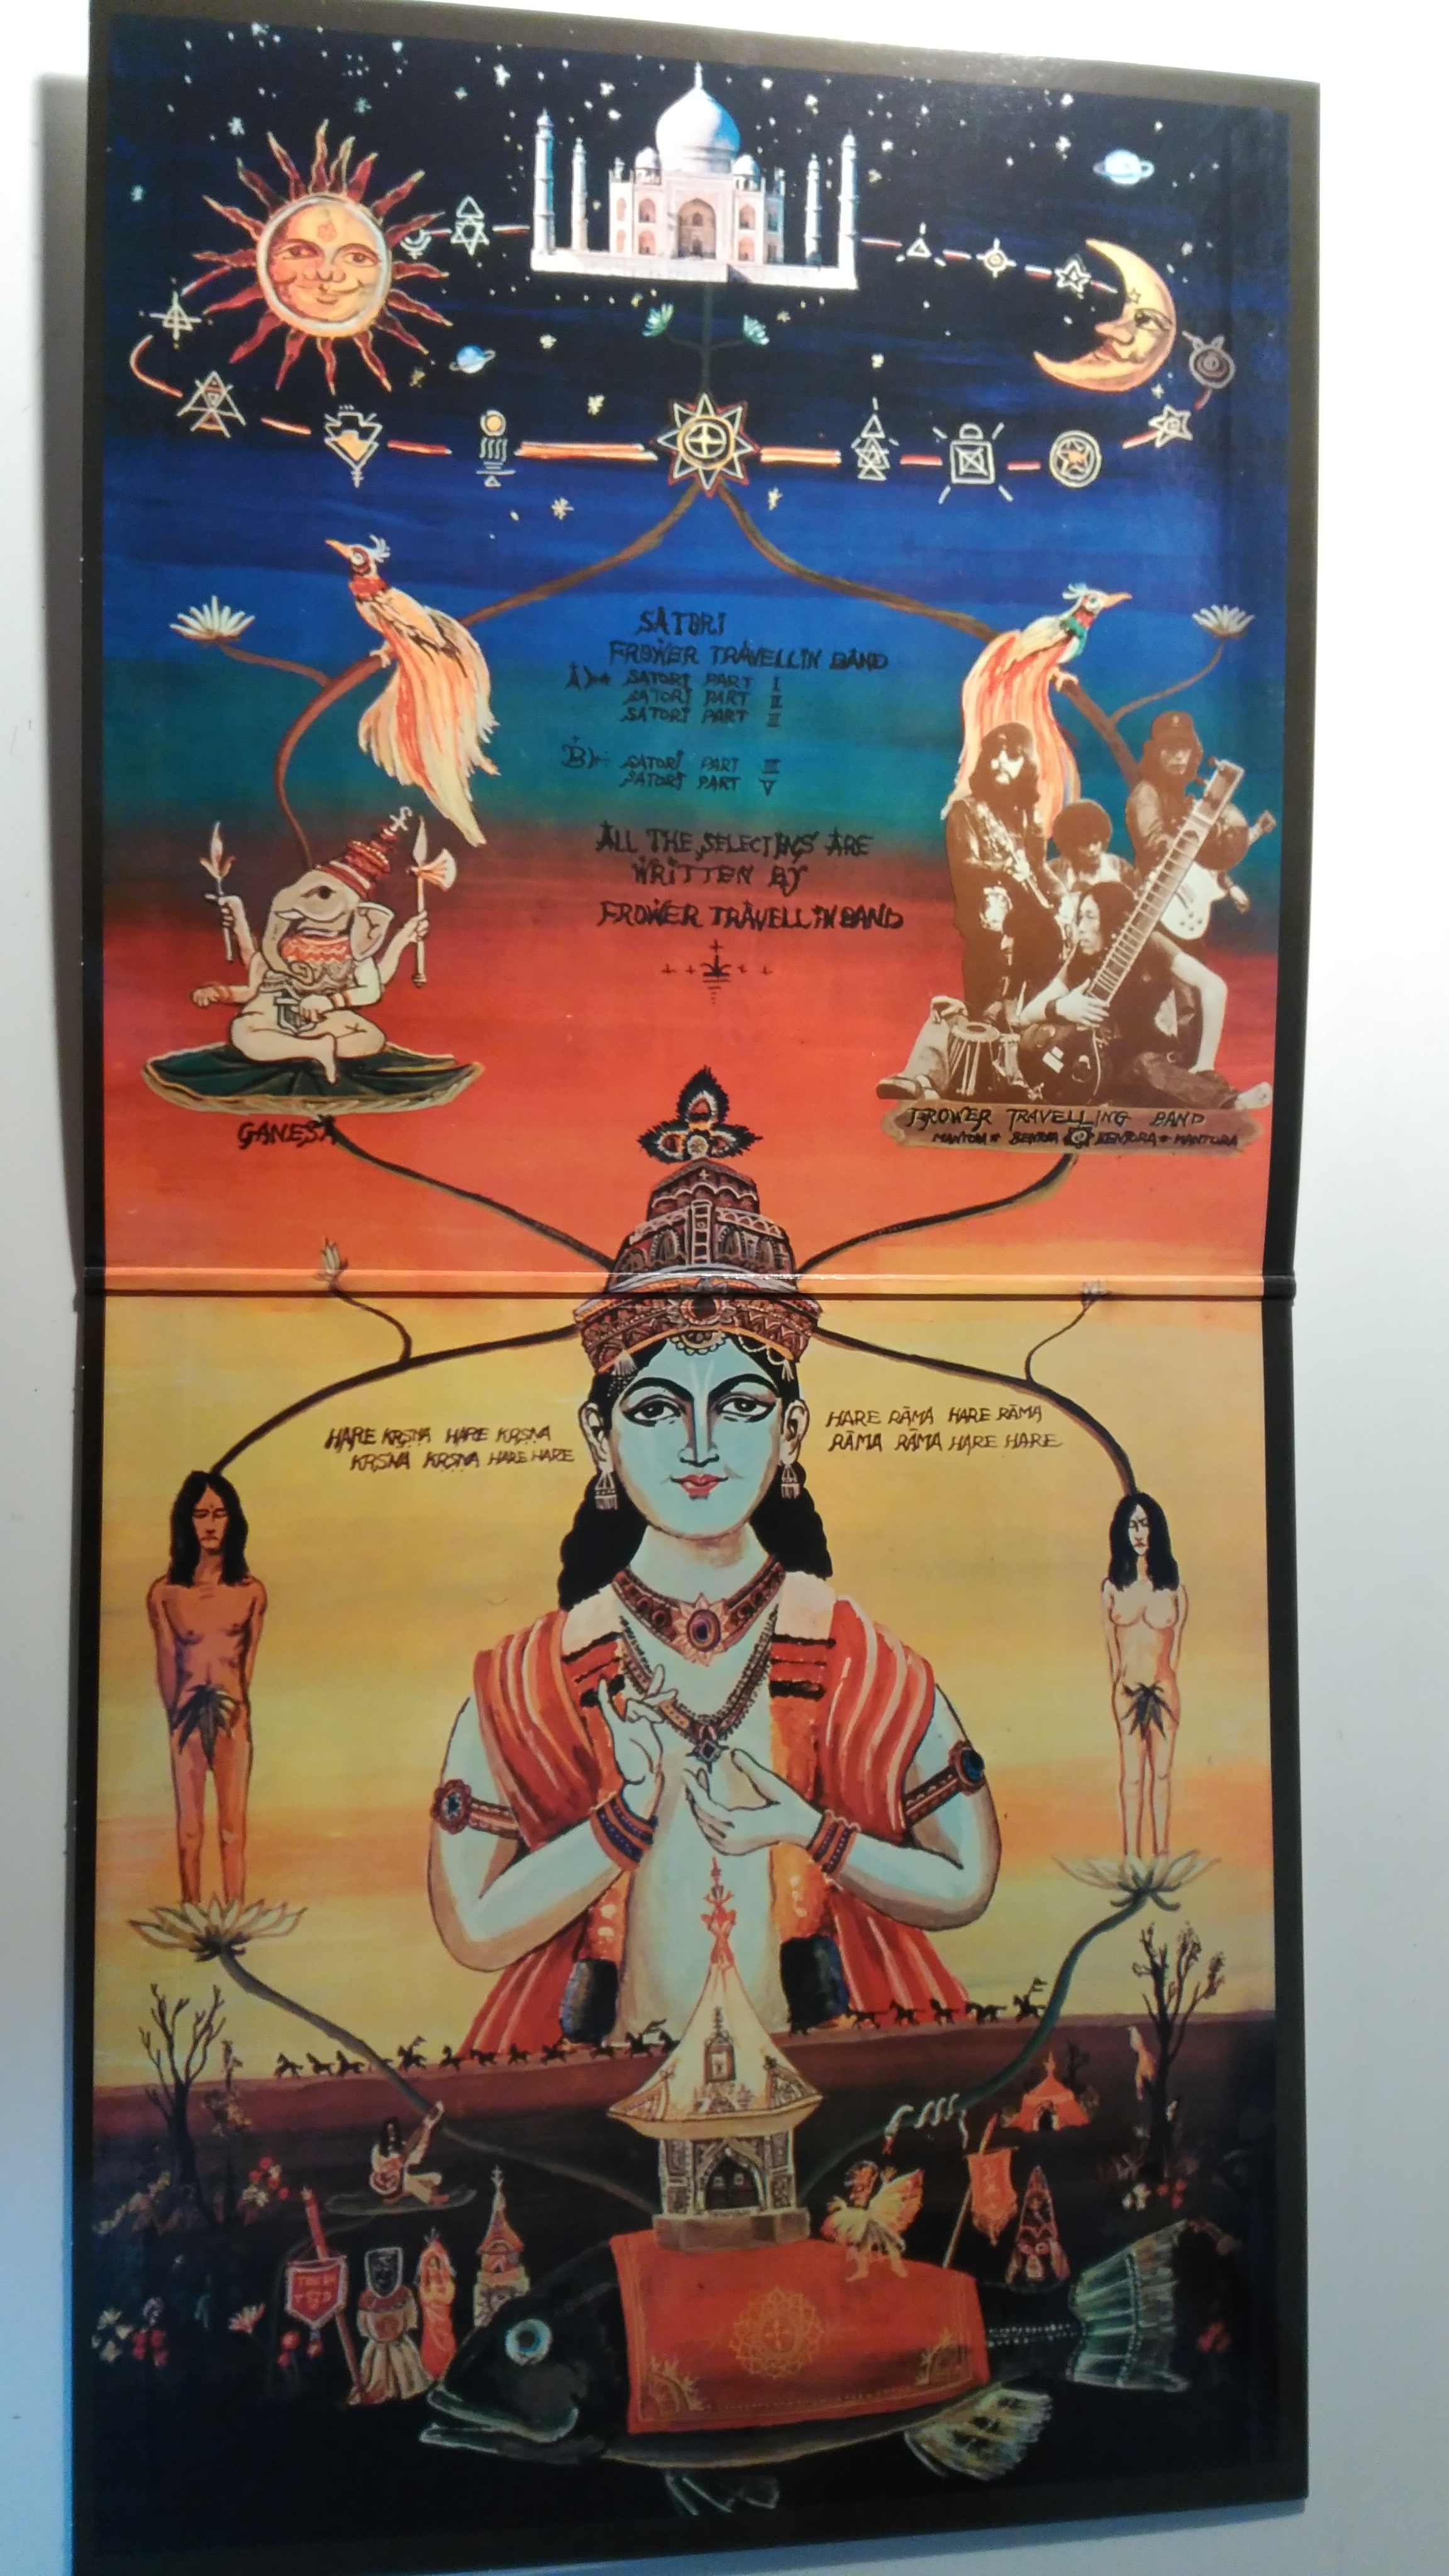 SATORI
FROWER TRAVELLIN BAND
A) SATORI PART I
SATORI PART II
SATORI PART III
B) SATORI PART IIII
SATORI PART V
ALL THE SELECTINGS ARE
WRITTEN BY
FROWER TRAVELLIN BAND
GANESA
FROWER TRAVELLING BAND
HARE KRSNA HARE KRSNA
KRSNA KRSNA HARE HARE
HARE RĀMA HARE RĀMA
RĀMA RĀMA HARE HARE